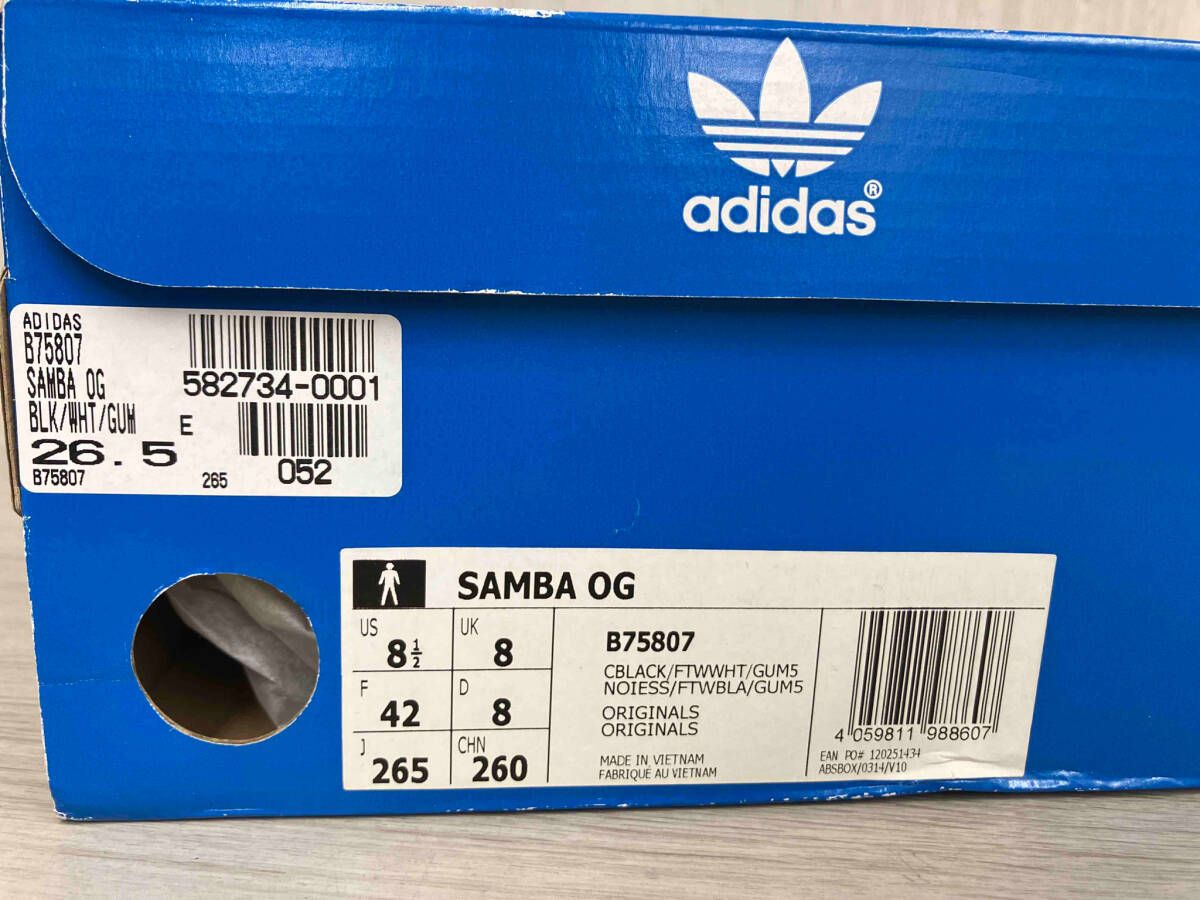 adidas®
ADIDAS
B75807
SAMBA OG
582734-0001
BLK/WHT/GUM
E
26.5
052
B75807
265
SAMBA OG
US
8½
UK
8
F
42
D
8
J
265
CHN
260
B75807
CBLACK/FTWWHT/GUM5
NOIESS/FTWBLA/GUM5
ORIGINALS
ORIGINALS
MADE IN VIETNAM
FABRIQUE AU VIETNAM
4 059811 988607
EAN PO# 120251434
ABSBOX/0314/V10